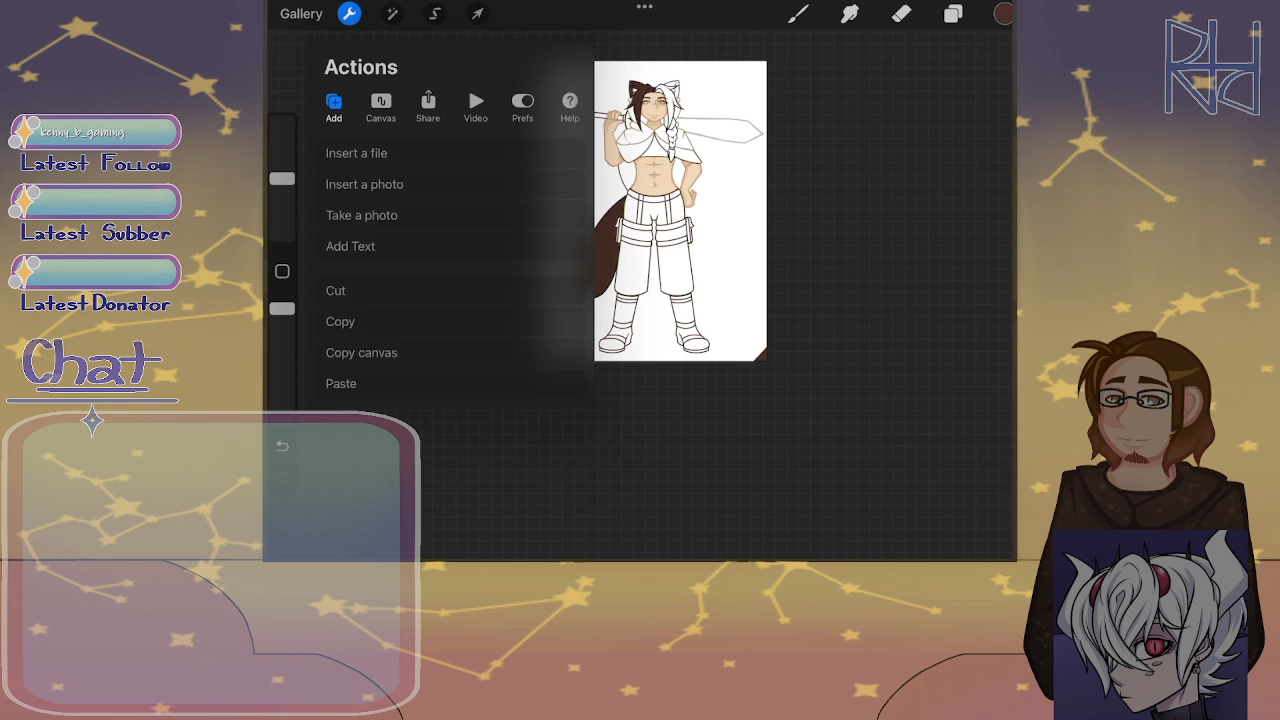 Gallery
Actions
Add
Canvas
Share
Video
Prefs
Help
Insert a file
Insert a photo
Take a photo
Add Text
Cut
Copy
Copy canvas
Paste
kenny_b_gaming
Latest Follow
Latest Subber
Latest Donator
Chat